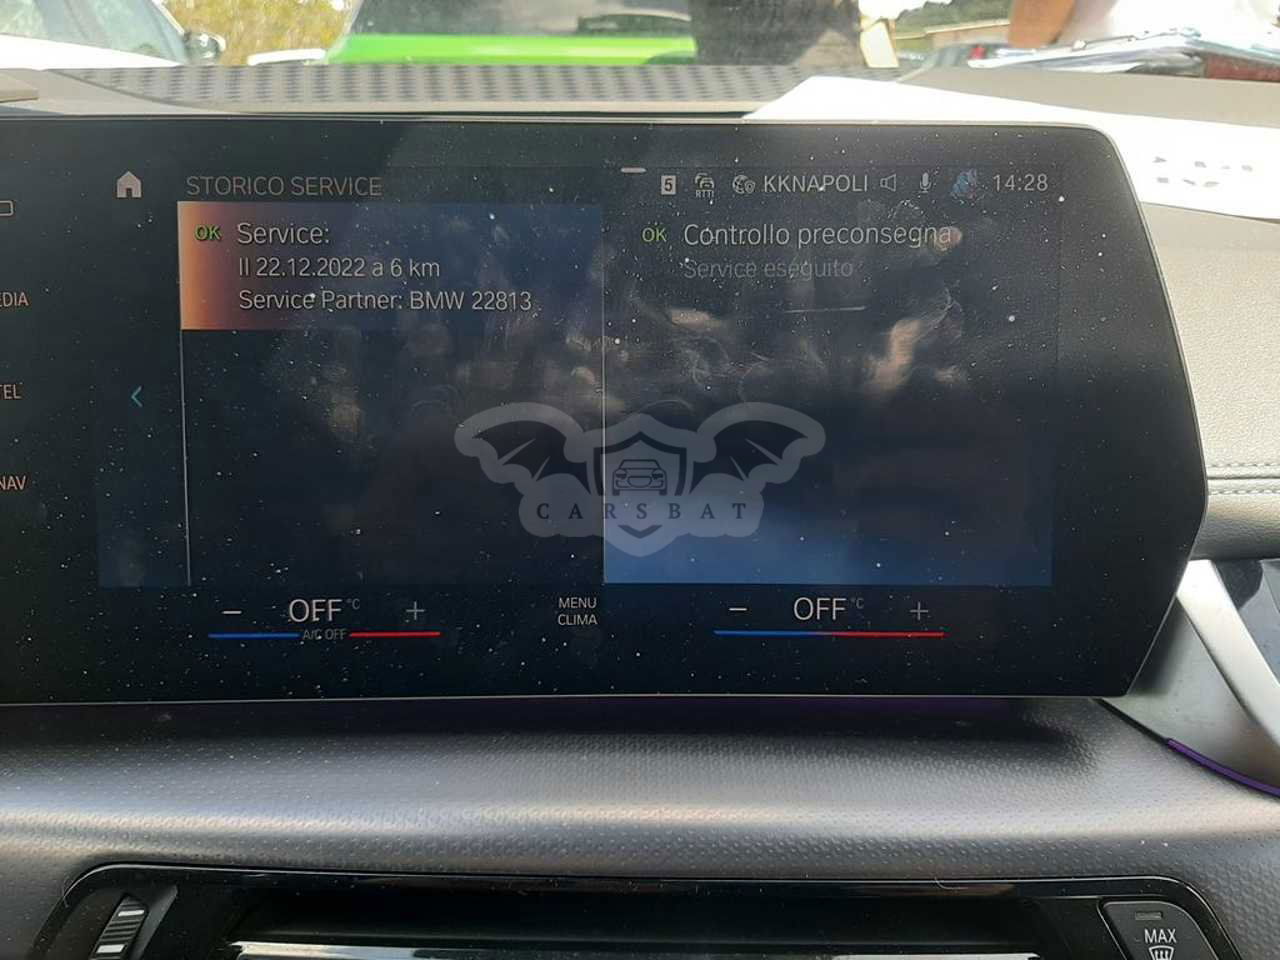 STORICO SERVICE
5
RTTI
KKNAPOLI
14:28
OK Service:
Il 22.12.2022 a 6 km
Service Partner: BMW 22813
OK Controllo preconsegna
Service eseguito
EDIA
TEL
NAV
CARSBAT
− OFF °C +
A/C OFF
MENU
CLIMA
− OFF °C +
MAX